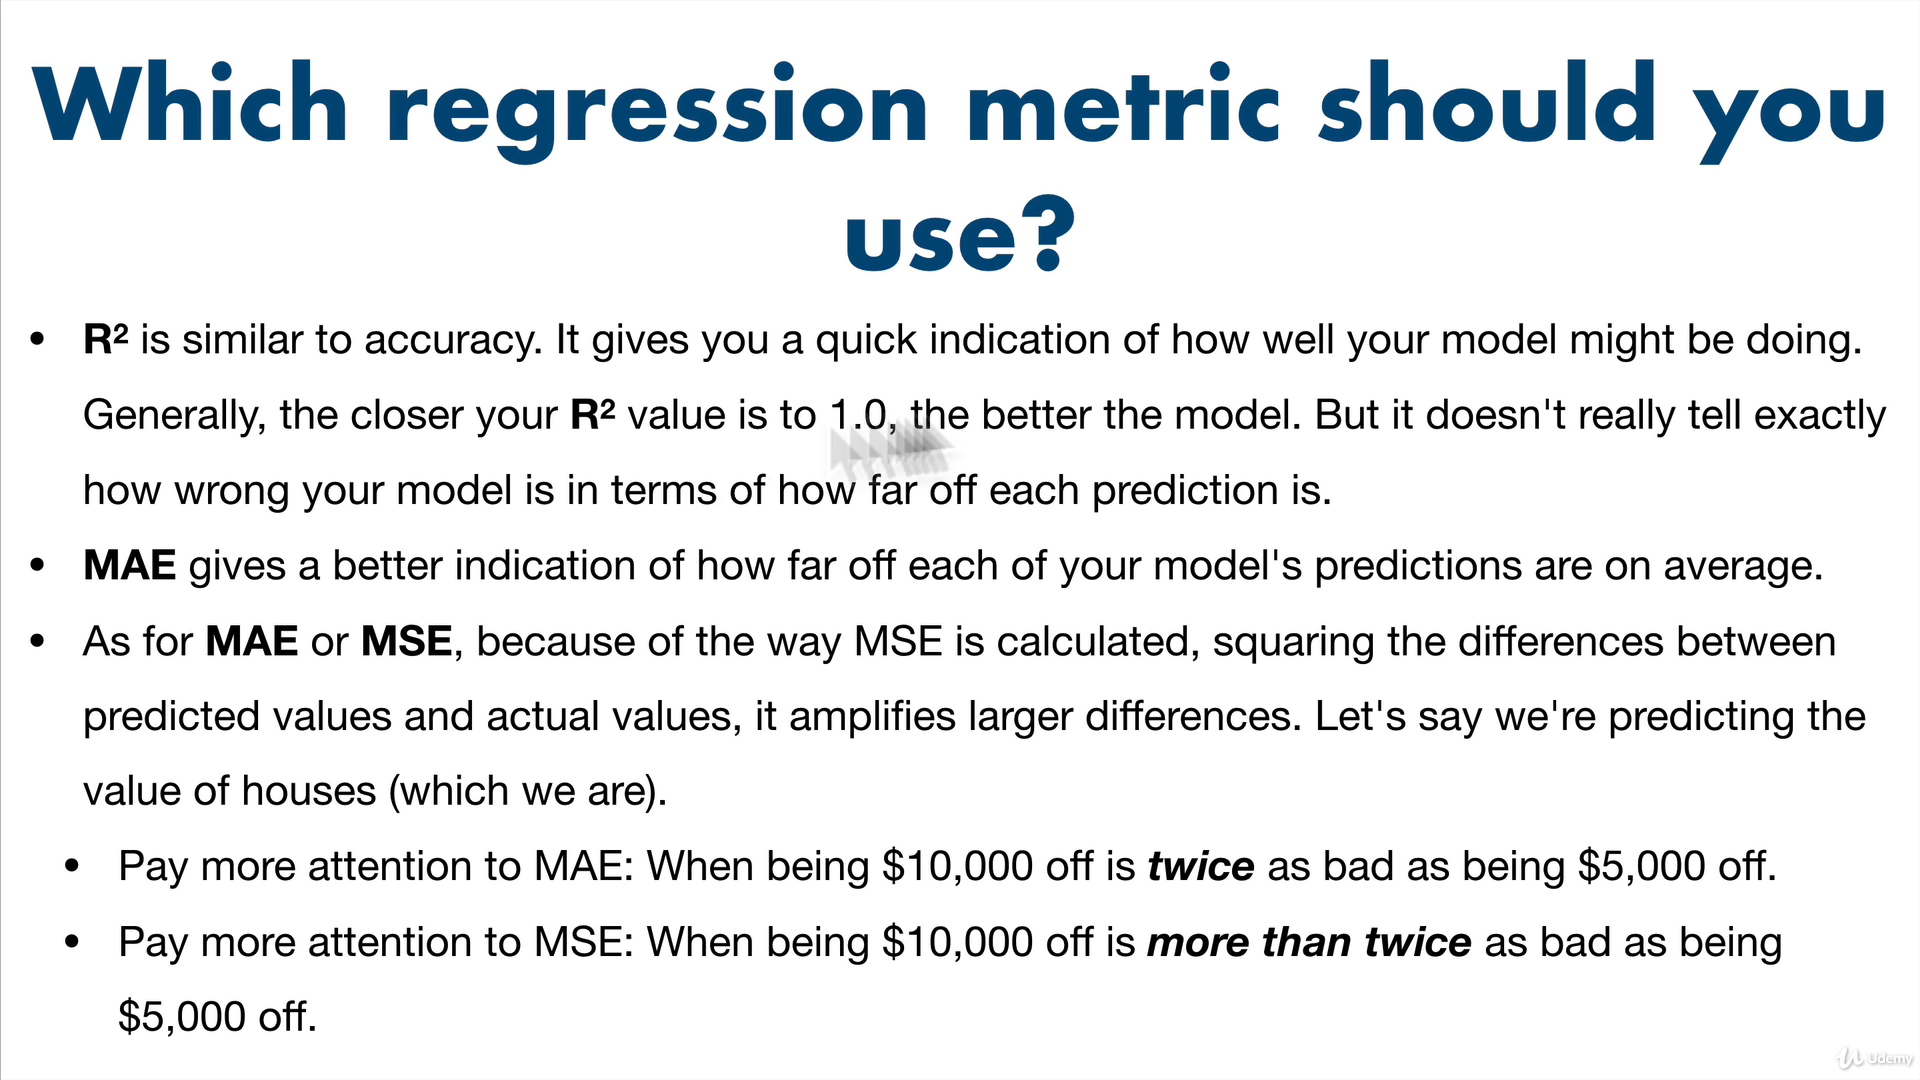 Which regression metric should you
use?
• R² is similar to accuracy. It gives you a quick indication of how well your model might be doing.
Generally, the closer your R² value is to 1.0, the better the model. But it doesn't really tell exactly
how wrong your model is in terms of how far off each prediction is.
• MAE gives a better indication of how far off each of your model's predictions are on average.
• As for MAE or MSE, because of the way MSE is calculated, squaring the differences between
predicted values and actual values, it amplifies larger differences. Let's say we're predicting the
value of houses (which we are).
• Pay more attention to MAE: When being $10,000 off is twice as bad as being $5,000 off.
• Pay more attention to MSE: When being $10,000 off is more than twice as bad as being
$5,000 off.
Udemy